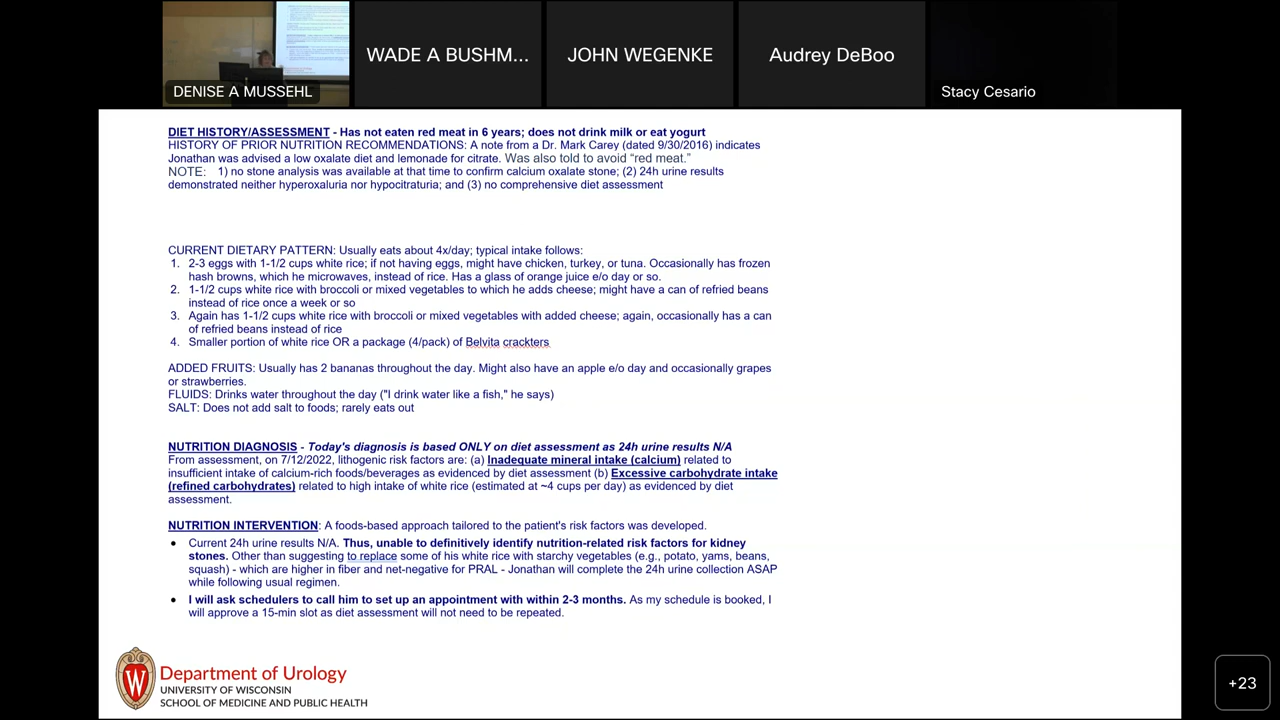 DENISE A MUSSEHL
WADE A BUSHM...
JOHN WEGENKE
Audrey DeBoo
Stacy Cesario
DIET HISTORY/ASSESSMENT - Has not eaten red meat in 6 years; does not drink milk or eat yogurt
HISTORY OF PRIOR NUTRITION RECOMMENDATIONS: A note from a Dr. Mark Carey (dated 9/30/2016) indicates
Jonathan was advised a low oxalate diet and lemonade for citrate. Was also told to avoid “red meat.”
NOTE: 1) no stone analysis was available at that time to confirm calcium oxalate stone; (2) 24h urine results
demonstrated neither hyperoxaluria nor hypocitraturia; and (3) no comprehensive diet assessment
CURRENT DIETARY PATTERN: Usually eats about 4x/day; typical intake follows:
1. 2-3 eggs with 1-1/2 cups white rice; if not having eggs, might have chicken, turkey, or tuna. Occasionally has frozen
hash browns, which he microwaves, instead of rice. Has a glass of orange juice e/o day or so.
2. 1-1/2 cups white rice with broccoli or mixed vegetables to which he adds cheese; might have a can of refried beans
instead of rice once a week or so
3. Again has 1-1/2 cups white rice with broccoli or mixed vegetables with added cheese; again, occasionally has a can
of refried beans instead of rice
4. Smaller portion of white rice OR a package (4/pack) of Belvita crackters
ADDED FRUITS: Usually has 2 bananas throughout the day. Might also have an apple e/o day and occasionally grapes
or strawberries.
FLUIDS: Drinks water throughout the day ("I drink water like a fish," he says)
SALT: Does not add salt to foods; rarely eats out
NUTRITION DIAGNOSIS - Today's diagnosis is based ONLY on diet assessment as 24h urine results N/A
From assessment, on 7/12/2022, lithogenic risk factors are: (a) Inadequate mineral intake (calcium) related to
insufficient intake of calcium-rich foods/beverages as evidenced by diet assessment (b) Excessive carbohydrate intake
(refined carbohydrates) related to high intake of white rice (estimated at ~4 cups per day) as evidenced by diet
assessment.
NUTRITION INTERVENTION: A foods-based approach tailored to the patient's risk factors was developed.
• Current 24h urine results N/A. Thus, unable to definitively identify nutrition-related risk factors for kidney
stones. Other than suggesting to replace some of his white rice with starchy vegetables (e.g., potato, yams, beans,
squash) - which are higher in fiber and net-negative for PRAL - Jonathan will complete the 24h urine collection ASAP
while following usual regimen.
• I will ask schedulers to call him to set up an appointment with within 2-3 months. As my schedule is booked, I
will approve a 15-min slot as diet assessment will not need to be repeated.
W
Department of Urology
UNIVERSITY OF WISCONSIN
SCHOOL OF MEDICINE AND PUBLIC HEALTH
+23